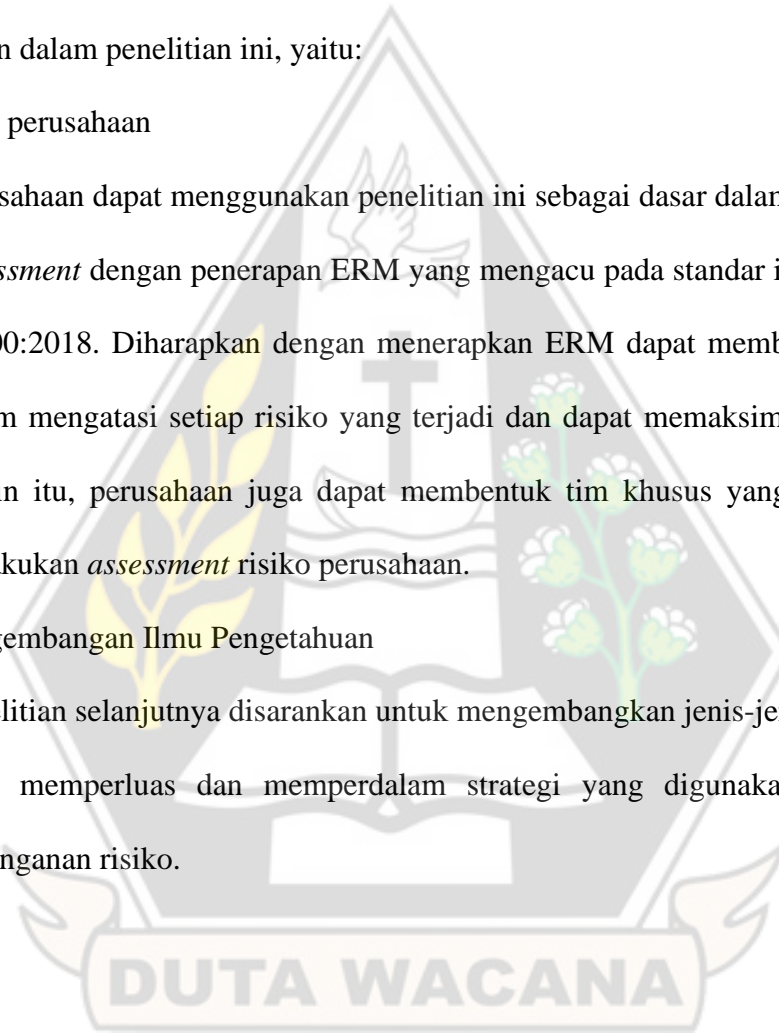 n dalam penelitian ini, yaitu:
perusahaan
sahaan dapat menggunakan penelitian ini sebagai dasar dalam
ssment dengan penerapan ERM yang mengacu pada standar i
00:2018. Diharapkan dengan menerapkan ERM dapat memb
m mengatasi setiap risiko yang terjadi dan dapat memaksim
in itu, perusahaan juga dapat membentuk tim khusus yang
akukan assessment risiko perusahaan.
gembangan Ilmu Pengetahuan
elitian selanjutnya disarankan untuk mengembangkan jenis-je
memperluas dan memperdalam strategi yang digunaka
nganan risiko.
DUTA WACANA